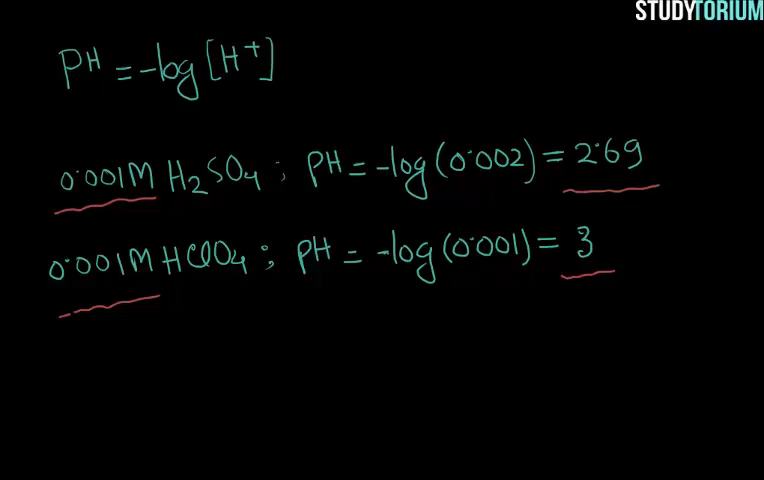 STUDYTORIUM
PH = -log [H+]
0.001M H2SO4 ; PH = -log (0.002) = 2.69
0.001M HClO4 ; PH = -log (0.001) = 3